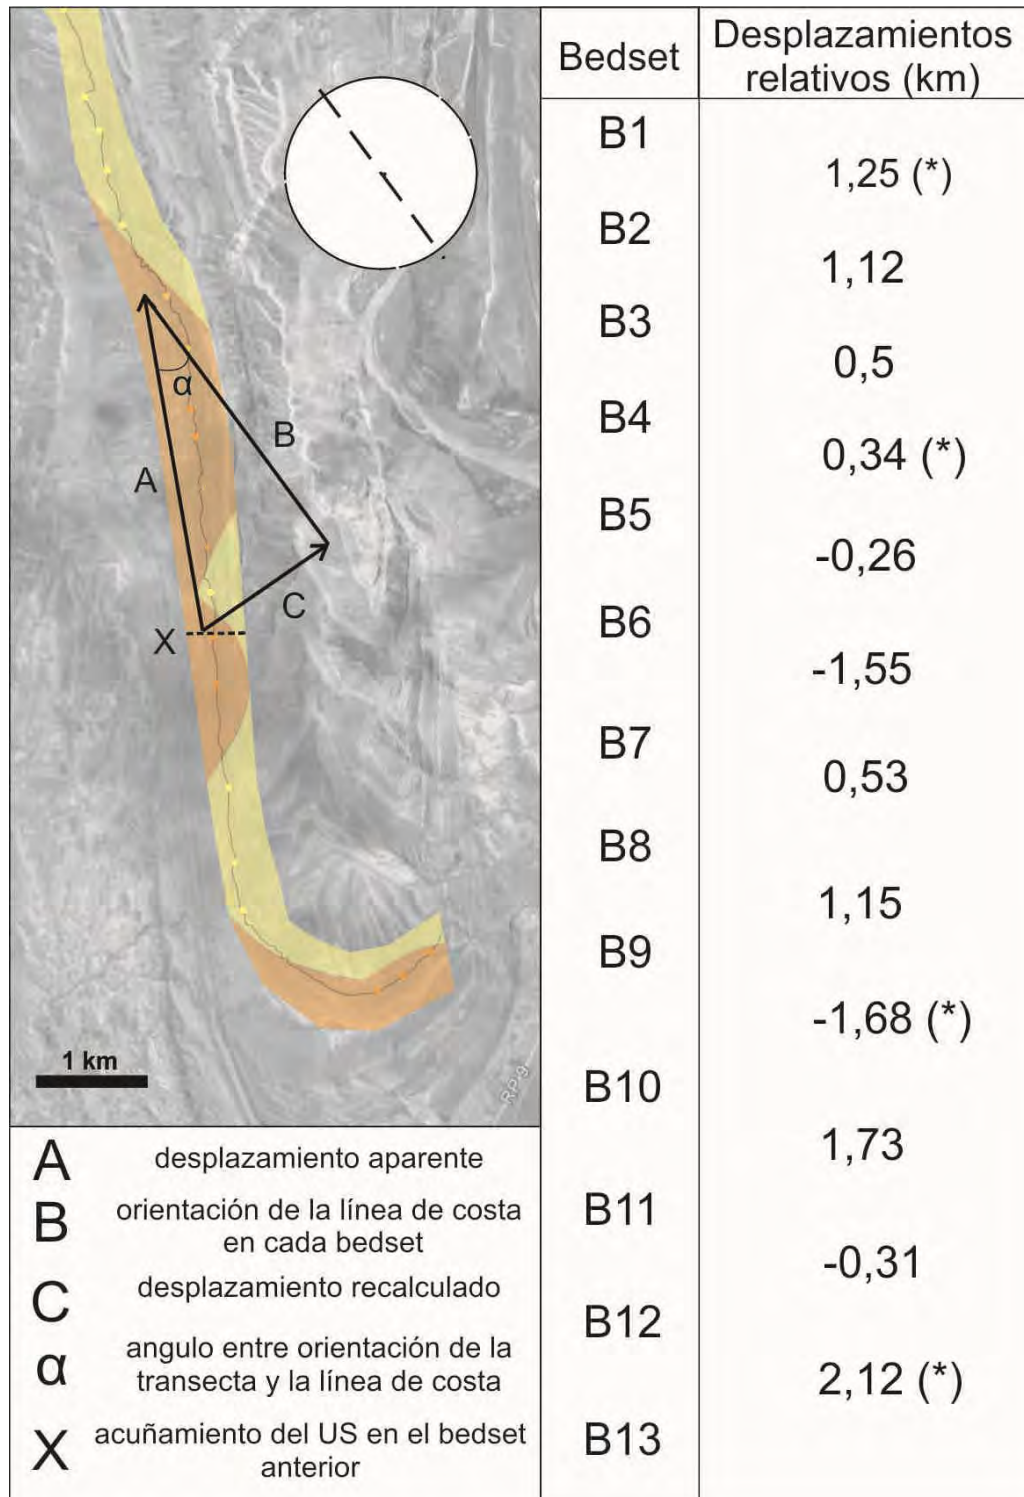 α
B
A
C
X
1 km
RP-9
A desplazamiento aparente
B orientación de la línea de costa
en cada bedset
C desplazamiento recalculado
α angulo entre orientación de la
transecta y la línea de costa
X acuñamiento del US en el bedset
anterior
Bedset
Desplazamientos
relativos (km)
B1
1,25 (*)
B2
1,12
B3
0,5
B4
0,34 (*)
B5
-0,26
B6
-1,55
B7
0,53
B8
1,15
B9
-1,68 (*)
B10
1,73
B11
-0,31
B12
2,12 (*)
B13